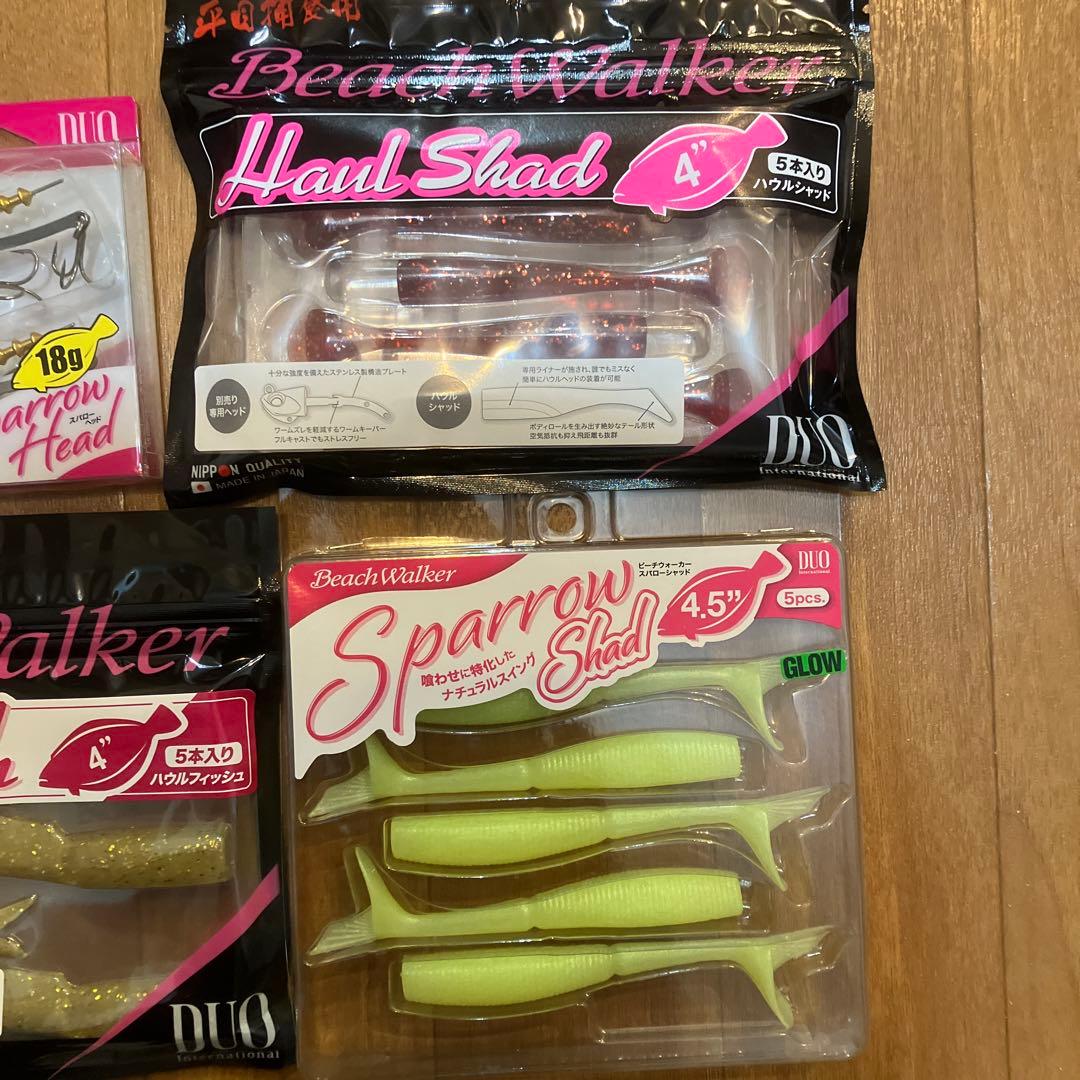 平目捕獲用
Beach Walker
Haul Shad
4”
5本入り
ハウルシャッド
十分な強度を備えたステンレス製構造プレート
別売り
専用ヘッド
ワームズレを軽減するワームキーパー
フルキャストでもストレスフリー
ハウル
シャッド
専用ライナーが施され、誰でもミスなく
簡単にハウルヘッドの装着が可能
ボディロールを生み出す絶妙なテール形状
空気抵抗も抑え飛距離も抜群
NIPPON QUALITY
MADE IN JAPAN
DUO
International
DUO
18g
parrow
スパロー
ヘッド
Head
alker
4”
5本入り
ハウルフィッシュ
DUO
International
BeachWalker
Sparrow
Shad
ビーチウォーカー
スパローシャッド
喰わせに特化した
ナチュラルスイング
4.5”
DUO
International
5pcs.
GLOW